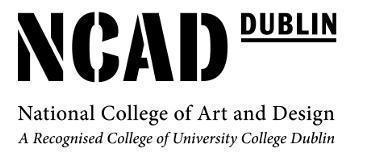 NCAD DUBLIN
National College of Art and Design
A Recognised College of University College Dublin